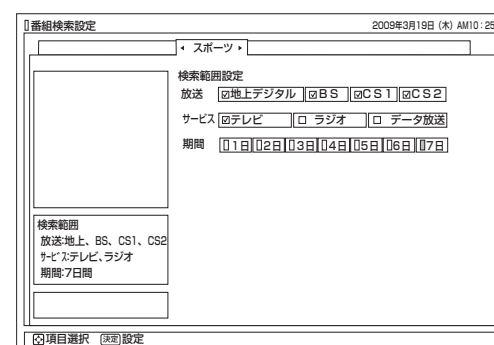 番組検索設定 2009年3月19日 (木) AM10:25
スポーツ
検索範囲設定
放送 ☑地上デジタル ☑BS ☑CS1 ☑CS2
サービス ☑テレビ □ ラジオ □ データ放送
期間 1日 2日 3日 4日 5日 6日 7日
検索範囲
放送:地上、BS、CS1、CS2
サービス:テレビ、ラジオ
期間:7日間
項目選択 決定 設定